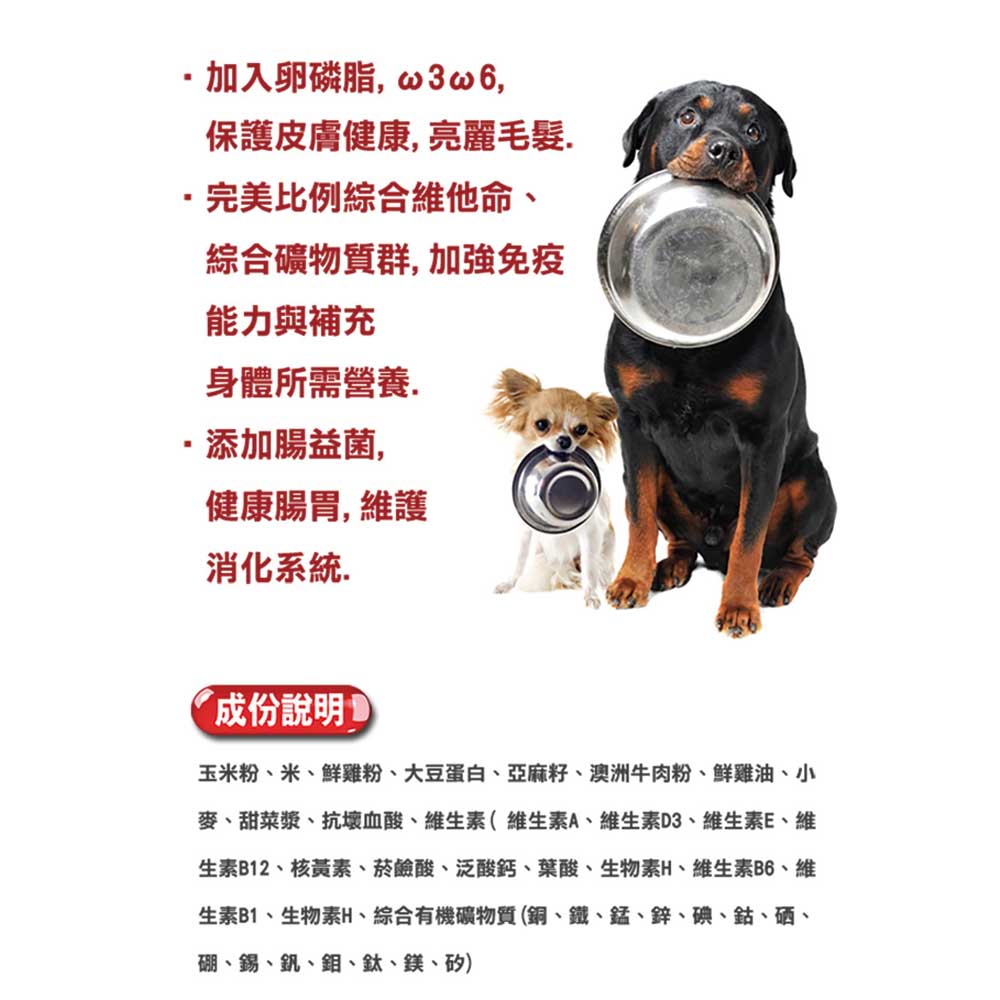 · 加入卵磷脂, ω3ω6,
保護皮膚健康, 亮麗毛髮.
· 完美比例綜合維他命、
綜合礦物質群, 加強免疫
能力與補充
身體所需營養.
· 添加腸益菌,
健康腸胃, 維護
消化系統.
成份說明
玉米粉、米、鮮雞粉、大豆蛋白、亞麻籽、澳洲牛肉粉、鮮雞油、小
麥、甜菜漿、抗壞血酸、維生素( 維生素A、維生素D3、維生素E、維
生素B12、核黃素、菸鹼酸、泛酸鈣、葉酸、生物素H、維生素B6、維
生素B1、生物素H、綜合有機礦物質(銅、鐵、錳、鋅、碘、鈷、硒、
硼、錫、釩、鉬、鈦、鎂、矽)